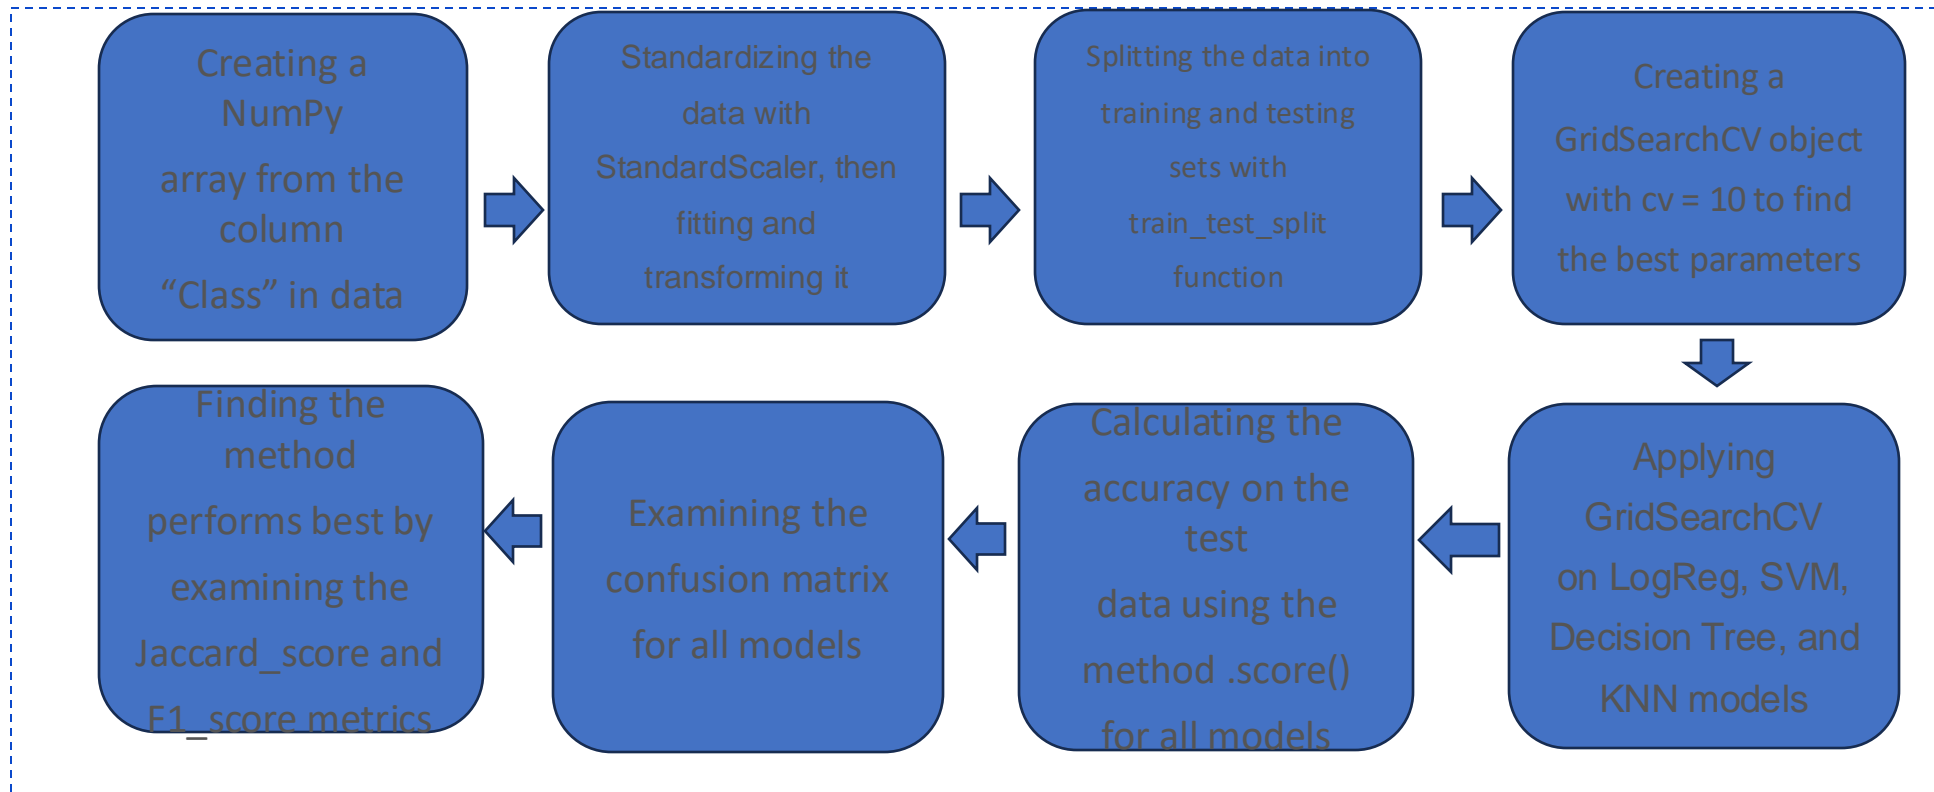 Creating a
NumPy
array from the
column
“Class” in data
Standardizing the
data with
StandardScaler, then
fitting and
transforming it
Splitting the data into
training and testing
sets with
train_test_split
function
Creating a
GridSearchCV object
with cv = 10 to find
the best parameters
Applying
GridSearchCV
on LogReg, SVM,
Decision Tree, and
KNN models
Calculating the
accuracy on the
test
data using the
method .score()
for all models
Examining the
confusion matrix
for all models
Finding the
method
performs best by
examining the
Jaccard_score and
F1_score metrics